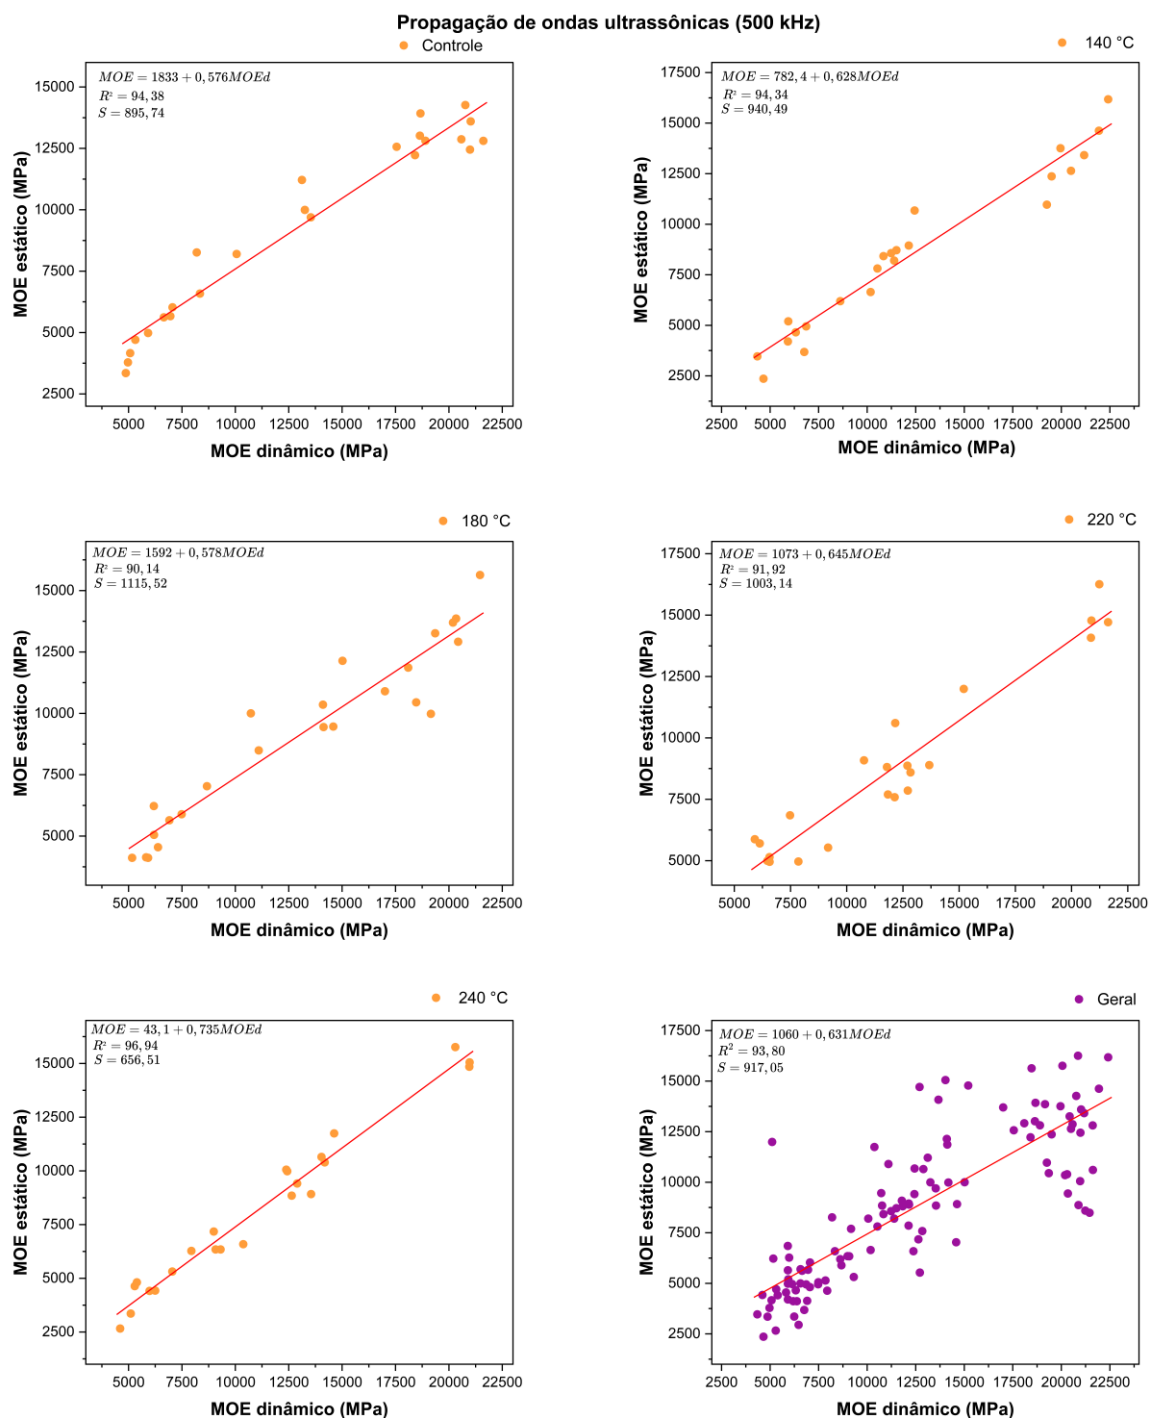 Propagação de ondas ultrassônicas (500 kHz)
Controle
MOE = 1833 + 0,576MOEd
R² = 94,38
S = 895,74
15000
12500
10000
7500
5000
2500
MOE estático (MPa)
5000 7500 10000 12500 15000 17500 20000 22500
MOE dinâmico (MPa)
140 °C
MOE = 782,4 + 0,628MOEd
R² = 94,34
S = 940,49
17500
15000
12500
10000
7500
5000
2500
MOE estático (MPa)
2500 5000 7500 10000 12500 15000 17500 20000 22500
MOE dinâmico (MPa)
180 °C
MOE = 1592 + 0,578MOEd
R² = 90,14
S = 1115,52
15000
12500
10000
7500
5000
MOE estático (MPa)
5000 7500 10000 12500 15000 17500 20000 22500
MOE dinâmico (MPa)
220 °C
MOE = 1073 + 0,645MOEd
R² = 91,92
S = 1003,14
17500
15000
12500
10000
7500
5000
MOE estático (MPa)
5000 7500 10000 12500 15000 17500 20000 22500
MOE dinâmico (MPa)
240 °C
MOE = 43,1 + 0,735MOEd
R² = 96,94
S = 656,51
15000
12500
10000
7500
5000
2500
MOE estático (MPa)
5000 7500 10000 12500 15000 17500 20000 22500
MOE dinâmico (MPa)
Geral
MOE = 1060 + 0,631MOEd
R² = 93,80
S = 917,05
17500
15000
12500
10000
7500
5000
2500
MOE estático (MPa)
2500 5000 7500 10000 12500 15000 17500 20000 22500
MOE dinâmico (MPa)